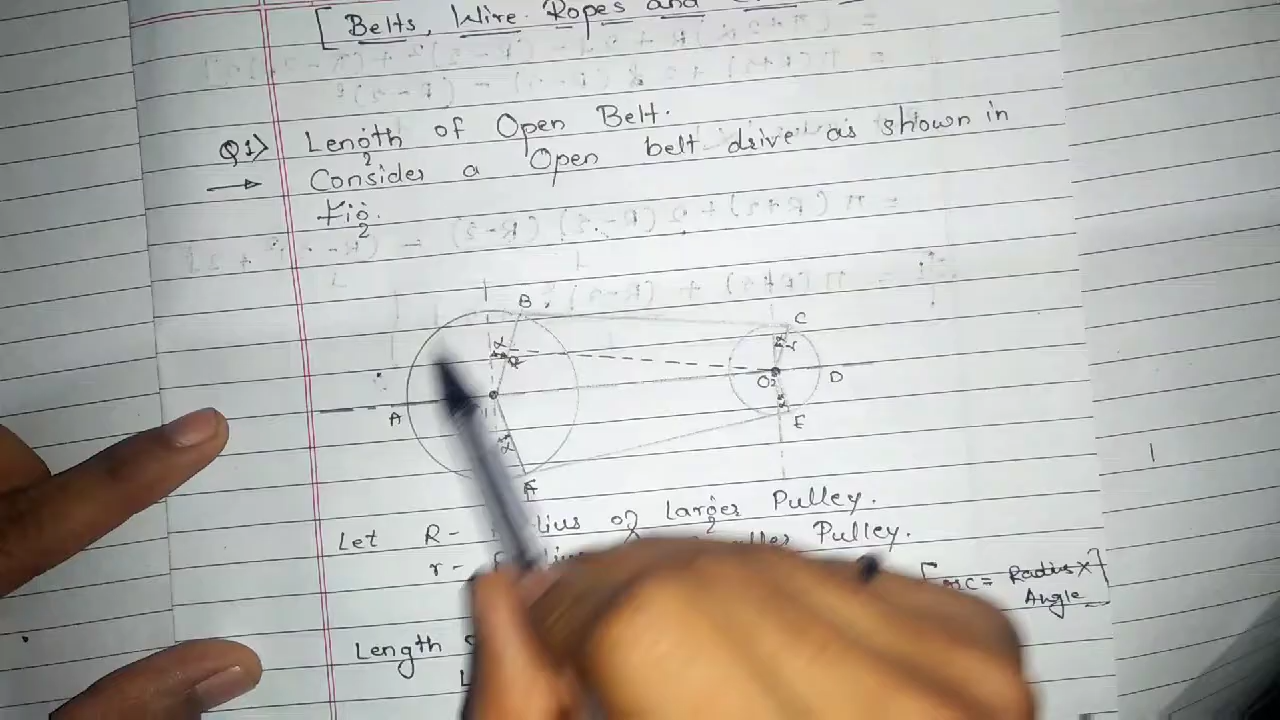 [ Belts, Wire Ropes and
Q1> Length of Open Belt.
→ Consider a Open belt drive as shown in
fig.
B
C
α
α
r
R
O₂
D
A
α
α
E
F
Let R- Radius of larger Pulley.
r- Pulley.
[arc = Radius ×
Angle]
Length
L